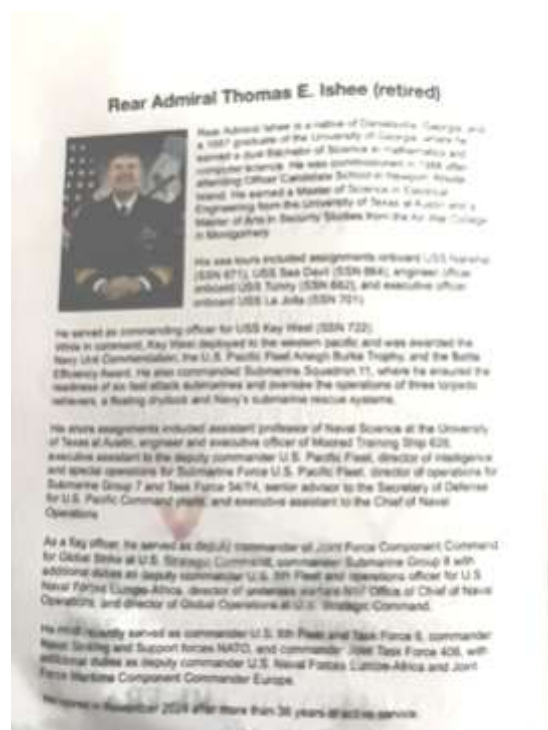 Rear Admiral Thomas E. Ishee (retired)
Rear Admiral Ishee is a native of Danielsville, Georgia, and
a 1987 graduate of the University of Georgia, where he
earned a dual Bachelor of Science in mathematics and
computer science. He was commissioned in 1988 after
attending Officer Candidate School in Newport, Rhode
Island. He earned a Master of Science in Electrical
Engineering from the University of Texas at Austin and a
Master of Arts in Security Studies from the Air War College
in Montgomery
His sea tours included assignments onboard USS Narwhal
(SSN 671), USS Sea Devil (SSN 664), engineer officer
onboard USS Tunny (SSN 682), and executive officer
onboard USS La Jolla (SSN 701)
He served as commanding officer for USS Key West (SSN 722)
While in command, Key West deployed to the western pacific and was awarded the
Navy Unit Commendation, the U.S. Pacific Fleet Arleigh Burke Trophy, and the Battle
Efficiency Award. He also commanded Submarine Squadron 11, where he ensured the
readiness of six fast attack submarines and oversaw the operations of three torpedo
retrievers, a floating drydock and Navy's submarine rescue systems.
His shore assignments included assistant professor of Naval Science at the University
of Texas at Austin, engineer and executive officer of Moored Training Ship 626,
executive assistant to the deputy commander U.S. Pacific Fleet, director of intelligence
and special operations for Submarine Force U.S. Pacific Fleet, director of operations for
Submarine Group 7 and Task Force 54/74, senior advisor to the Secretary of Defense
for U.S. Pacific Command and executive assistant to the Chief of Naval
Operations
As a flag officer, he served as deputy commander of Joint Force Component Command
for Global Strike at U.S. Strategic Command, commander Submarine Group 8 with
additional duties as deputy commander U.S. 6th Fleet and operations officer for U.S.
Naval Forces Europe-Africa, director of undersea warfare N97 Office of Chief of Naval
Operations, and director of Global Operations at U.S. Strategic Command.
He most recently served as commander U.S. 6th Fleet and Task Force 6, commander
Naval Striking and Support forces NATO, and commander Joint Task Force 406, with
additional duties as deputy commander U.S. Naval Forces Europe-Africa and Joint
Force Maritime Component Commander Europe.
He retired in November 2024 after more than 36 years of active service.